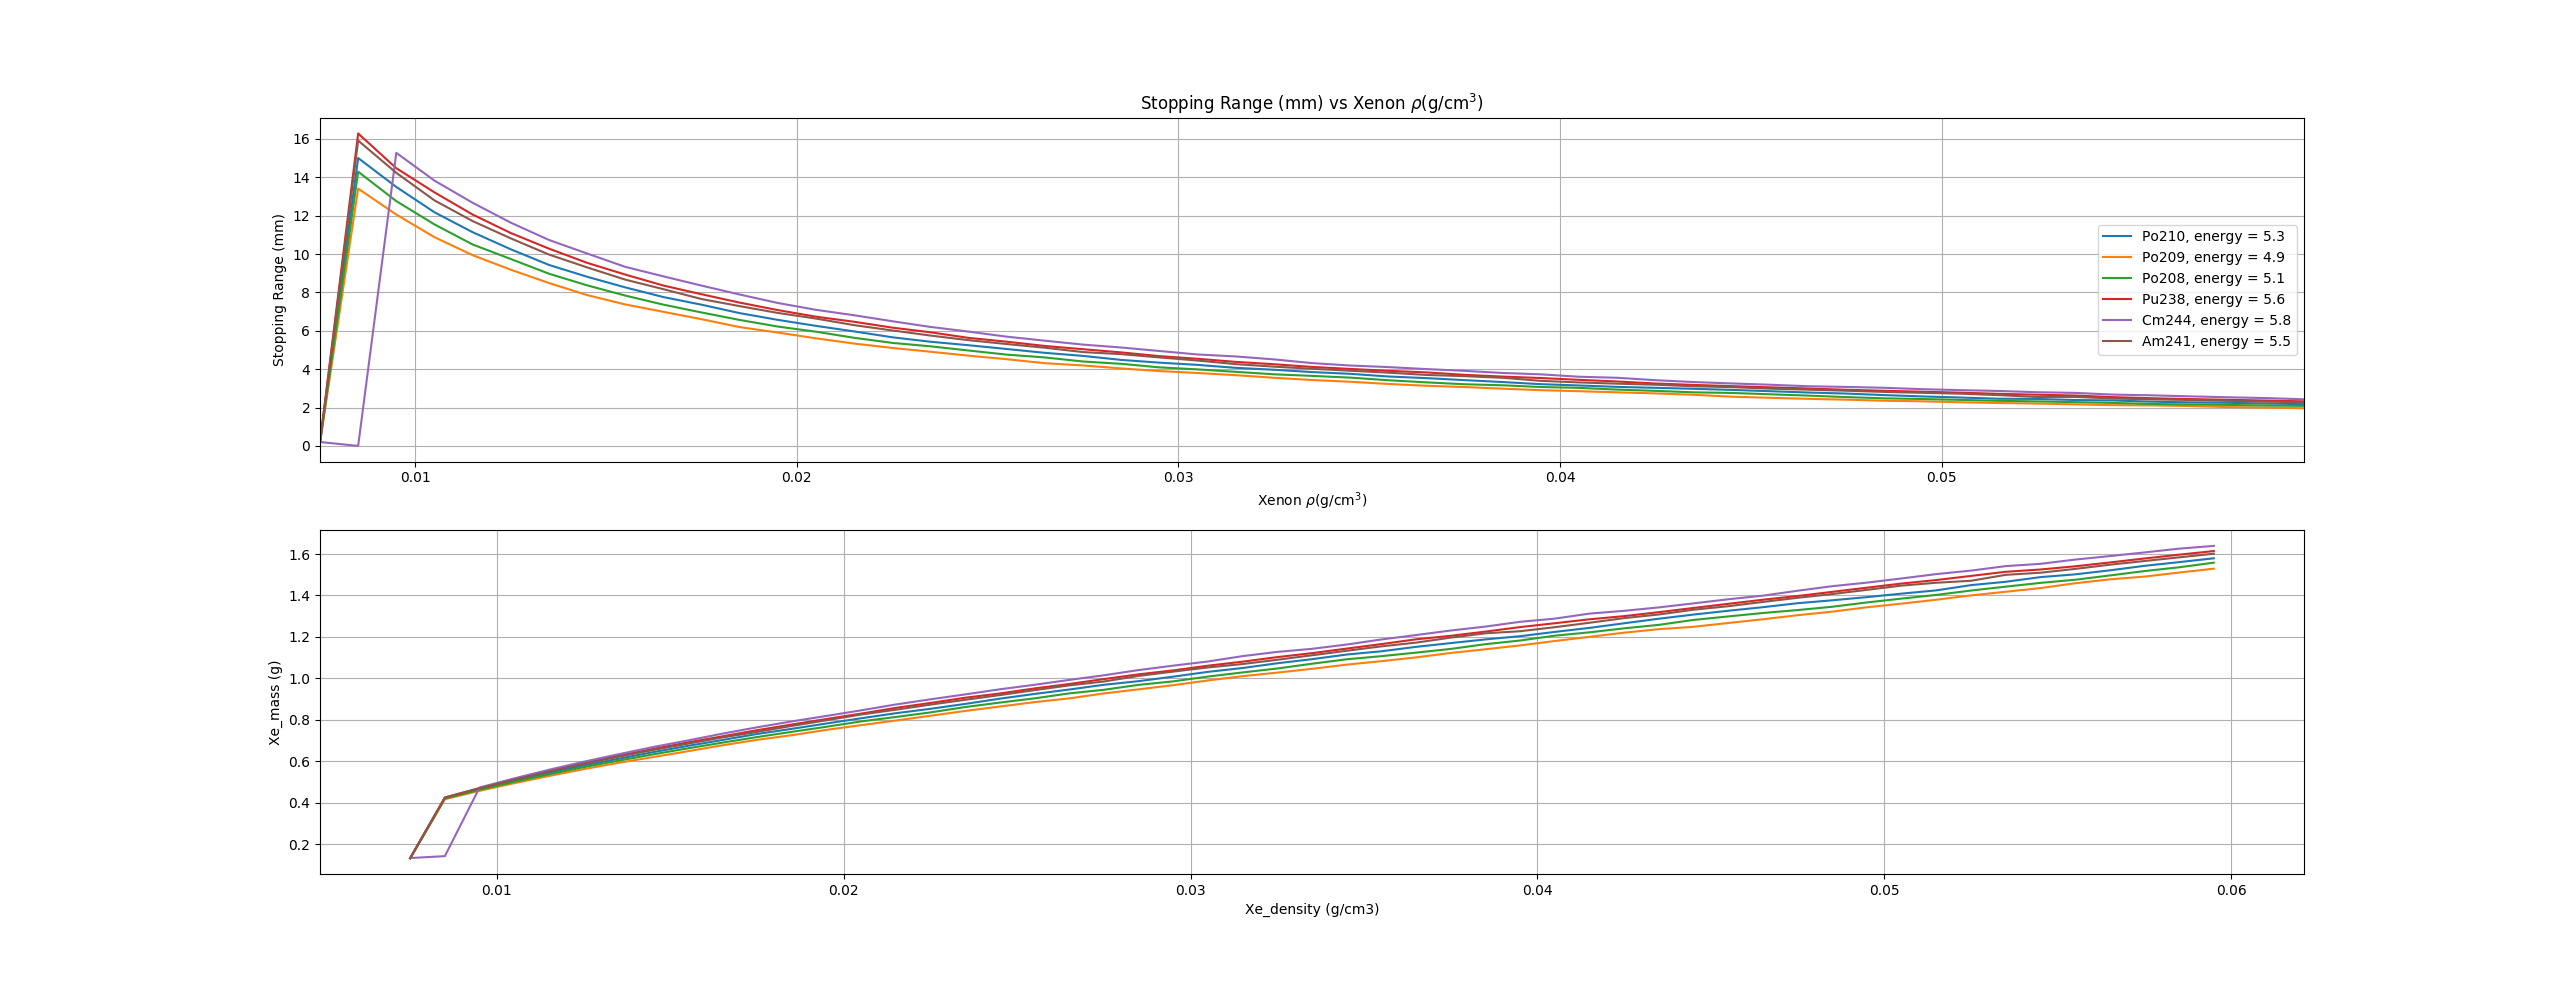 Stopping Range (mm) vs Xenon ρ(g/cm³)
Stopping Range (mm)
16
14
12
10
8
6
4
2
0
Po210, energy = 5.3
Po209, energy = 4.9
Po208, energy = 5.1
Pu238, energy = 5.6
Cm244, energy = 5.8
Am241, energy = 5.5
0.01 0.02 0.03 0.04 0.05
Xenon ρ(g/cm³)
Xe_mass (g)
1.6
1.4
1.2
1.0
0.8
0.6
0.4
0.2
0.01 0.02 0.03 0.04 0.05 0.06
Xe_density (g/cm3)